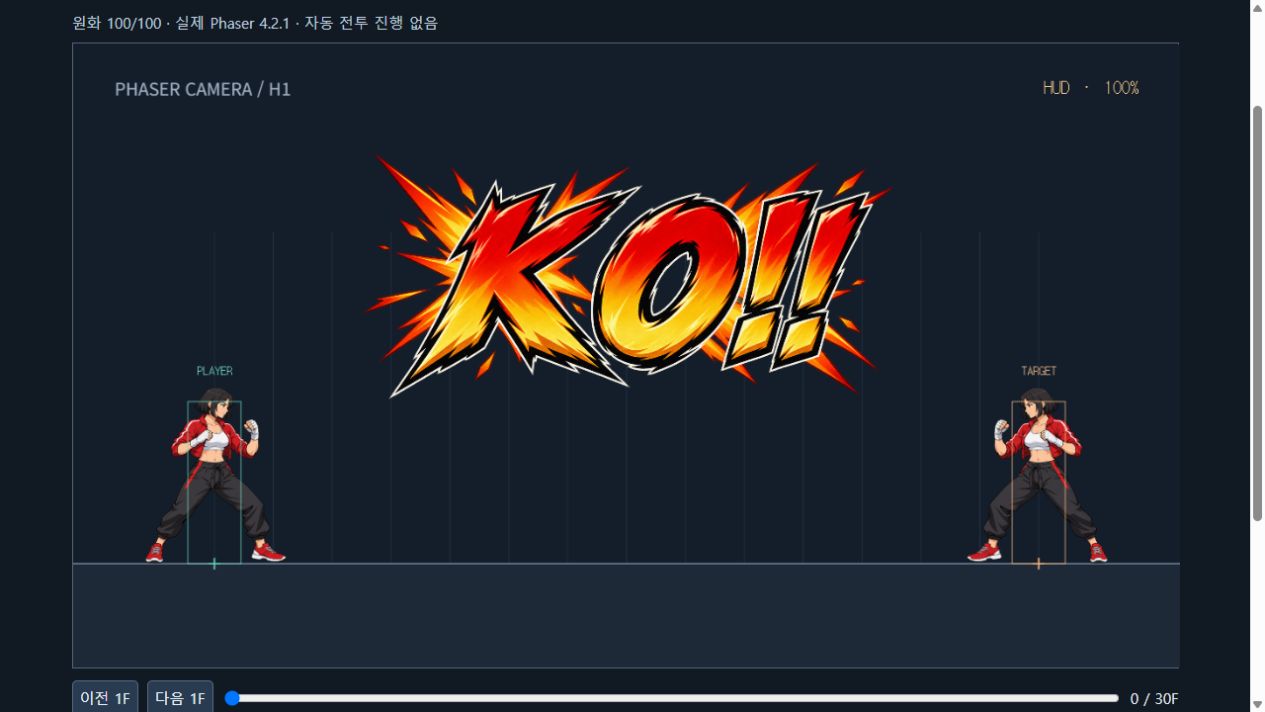 원화 100/100 · 실제 Phaser 4.2.1 · 자동 전투 진행 없음
PHASER CAMERA / H1
HUD · 100%
KO!!
PLAYER
TARGET
이전 1F
다음 1F
0 / 30F